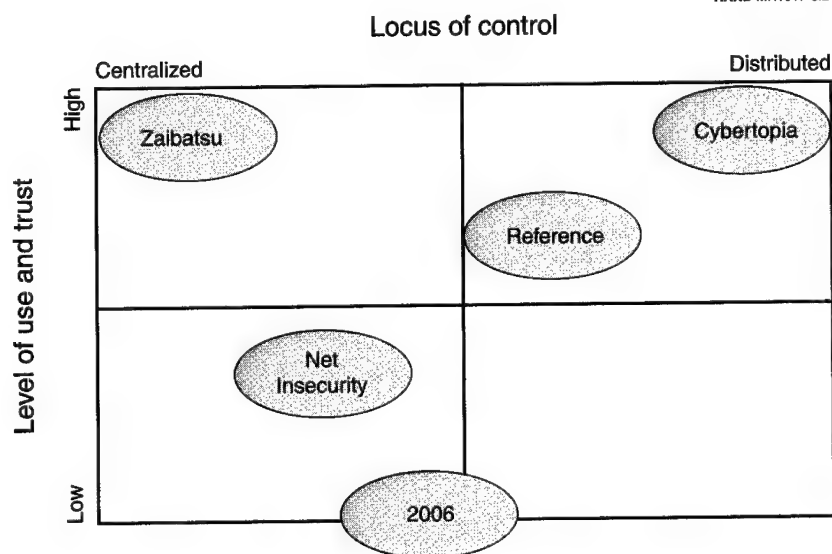 Locus of control
Centralized
Distributed
High
Zaibatsu
Cybertopia
Reference
Level of use and trust
Net
Insecurity
Low
2006